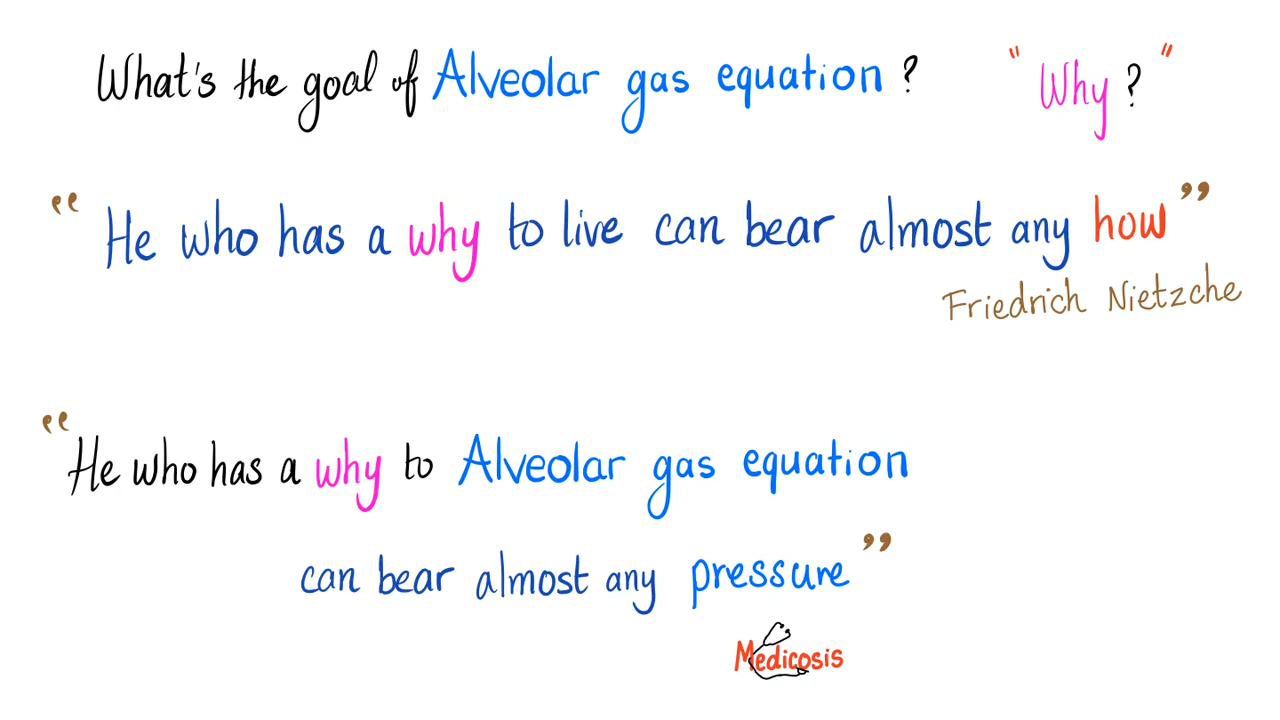 What's the goal of Alveolar gas equation? "Why?"
“He who has a why to live can bear almost any how”
Friedrich Nietzche
“He who has a why to Alveolar gas equation
can bear almost any pressure”
Medicosis